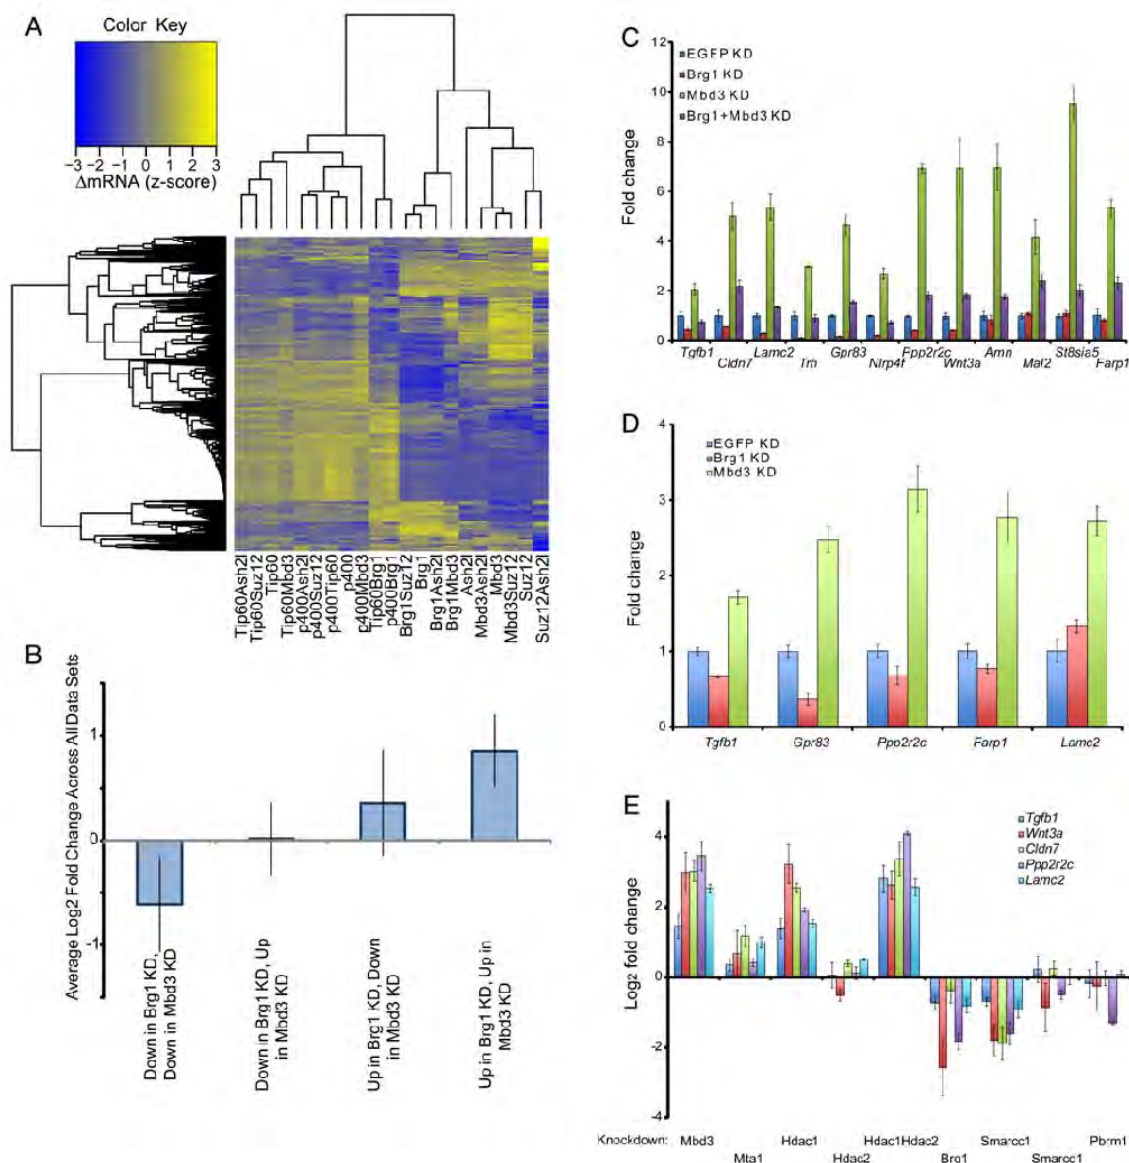 A
Color Key
−3 −2 −1 0 1 2 3
ΔmRNA (z-score)
Tip60Ash2l
Tip60Suz12
Tip60
Tip60Mbd3
p400Ash2l
p400Suz12
p400Tip60
p400
p400Mbd3
Tip60Brg1
p400Brg1
Brg1Suz12
Brg1
Brg1Ash2l
Brg1Mbd3
Ash2l
Mbd3Ash2l
Mbd3
Mbd3Suz12
Suz12
Suz12Ash2l
B
Average Log2 Fold Change Across All Data Sets
1
0
-1
Down in Brg1 KD,
Down in Mbd3 KD
Down in Brg1 KD, Up
in Mbd3 KD
Up in Brg1 KD, Down
in Mbd3 KD
Up in Brg1 KD, Up in
Mbd3 KD
C
Fold change
12
10
8
6
4
2
0
EGFP KD
Brg1 KD
Mbd3 KD
Brg1+Mbd3 KD
Tgfb1 Lamc2 Gpr83 Ppp2r2c Amn St8sia5
Cldn7 Trh Nlrp4f Wnt3a Mal2 Farp1
D
Fold change
4
3
2
1
0
EGFP KD
Brg1 KD
Mbd3 KD
Tgfb1 Gpr83 Ppp2r2c Farp1 Lamc2
E
Log2 fold change
4
2
0
-2
-4
Tgfb1
Wnt3a
Cldn7
Ppp2r2c
Lamc2
Knockdown: Mbd3 Hdac1 Hdac1Hdac2 Smarcc1 Pbrm1
Mta1 Hdac2 Brg1 Smarcc1